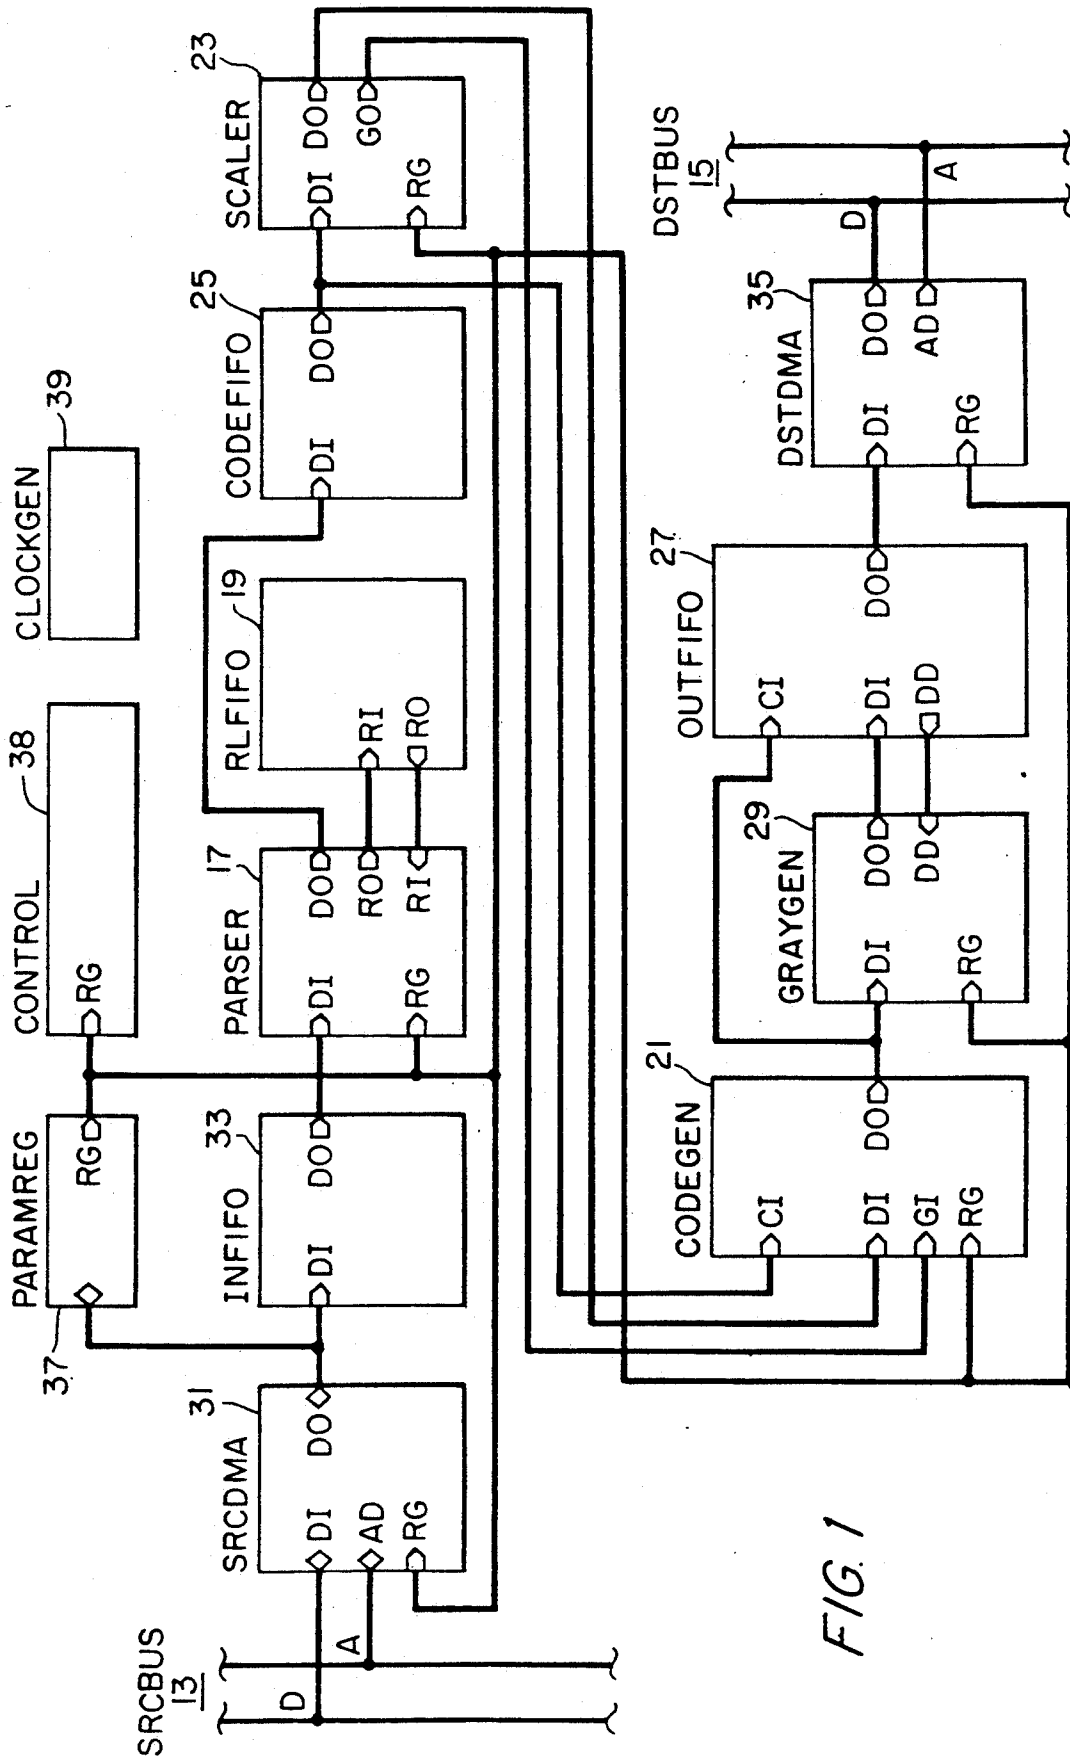 SRCBUS
13
D
A
SRCDMA
31
DI
DO
AD
RG
PARAMREG
37
RG
CONTROL
38
RG
CLOCKGEN
39
INFIFO
33
DI
DO
PARSER
17
DI
DO
RO
RI
RG
RLFIFO
19
RI
RO
CODEFIFO
25
DI
DO
SCALER
23
DI
DO
GO
RG
CODEGEN
21
CI
DI
DO
GI
RG
GRAYGEN
29
DI
DO
DD
RG
OUTFIFO
27
CI
DI
DO
DD
DSTDMA
35
DI
DO
AD
RG
DSTBUS
15
D
A
FIG. 1